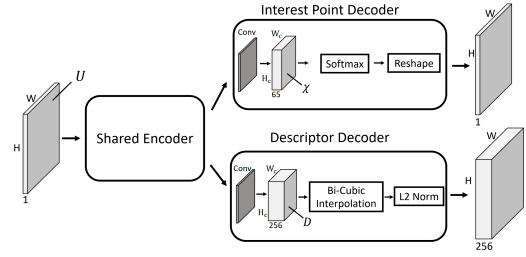 Interest Point Decoder
Conv
W_c
H_c
65
χ
Softmax
Reshape
W
H
1
W
U
H
1
Shared Encoder
Descriptor Decoder
Conv
W_c
H_c
256
D
Bi-Cubic
Interpolation
L2 Norm
W
H
256